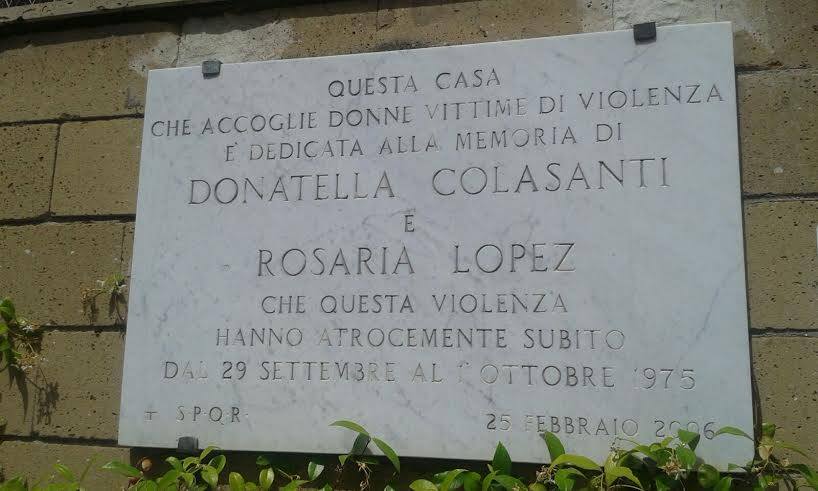 QUESTA CASA
CHE ACCOGLIE DONNE VITTIME DI VIOLENZA
E' DEDICATA ALLA MEMORIA DI
DONATELLA COLASANTI
E
ROSARIA LOPEZ
CHE QUESTA VIOLENZA
HANNO ATROCEMENTE SUBITO
DAL 29 SETTEMBRE AL 1° OTTOBRE 1975
+ S·P·Q·R· 25 FEBBRAIO 2006